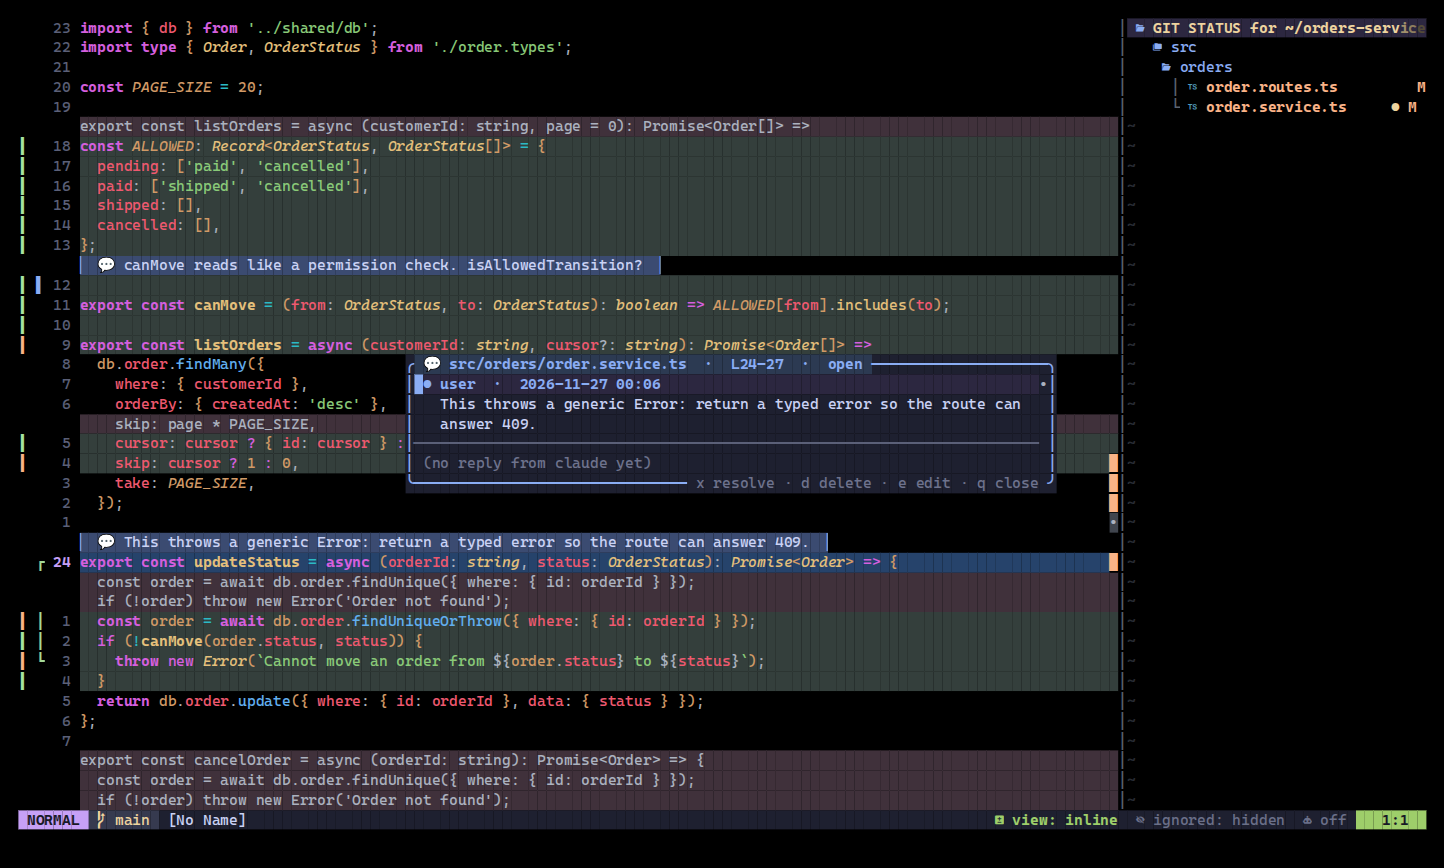 23 import { db } from '../shared/db';
22 import type { Order, OrderStatus } from './order.types';
21
20 const PAGE_SIZE = 20;
19
export const listOrders = async (customerId: string, page = 0): Promise<Order[]> =>
18 const ALLOWED: Record<OrderStatus, OrderStatus[]> = {
17 pending: ['paid', 'cancelled'],
16 paid: ['shipped', 'cancelled'],
15 shipped: [],
14 cancelled: [],
13 };
💬 canMove reads like a permission check. isAllowedTransition?
12
11 export const canMove = (from: OrderStatus, to: OrderStatus): boolean => ALLOWED[from].includes(to);
10
9 export const listOrders = async (customerId: string, cursor?: string): Promise<Order[]> =>
8 db.order.findMany({
7 where: { customerId },
6 orderBy: { createdAt: 'desc' },
skip: page * PAGE_SIZE,
5 cursor: cursor ? { id: cursor } :
4 skip: cursor ? 1 : 0,
3 take: PAGE_SIZE,
2 });
1
💬 src/orders/order.service.ts · L24-27 · open
● user · 2026-11-27 00:06
This throws a generic Error: return a typed error so the route can
answer 409.
(no reply from claude yet)
x resolve · d delete · e edit · q close
💬 This throws a generic Error: return a typed error so the route can answer 409.
24 export const updateStatus = async (orderId: string, status: OrderStatus): Promise<Order> => {
const order = await db.order.findUnique({ where: { id: orderId } });
if (!order) throw new Error('Order not found');
1 const order = await db.order.findUniqueOrThrow({ where: { id: orderId } });
2 if (!canMove(order.status, status)) {
3 throw new Error(`Cannot move an order from ${order.status} to ${status}`);
4 }
5 return db.order.update({ where: { id: orderId }, data: { status } });
6 };
7
export const cancelOrder = async (orderId: string): Promise<Order> => {
const order = await db.order.findUnique({ where: { id: orderId } });
if (!order) throw new Error('Order not found');
GIT STATUS for ~/orders-service
src
orders
TS order.routes.ts M
TS order.service.ts ● M
NORMAL main [No Name] view: inline ignored: hidden off 1:1